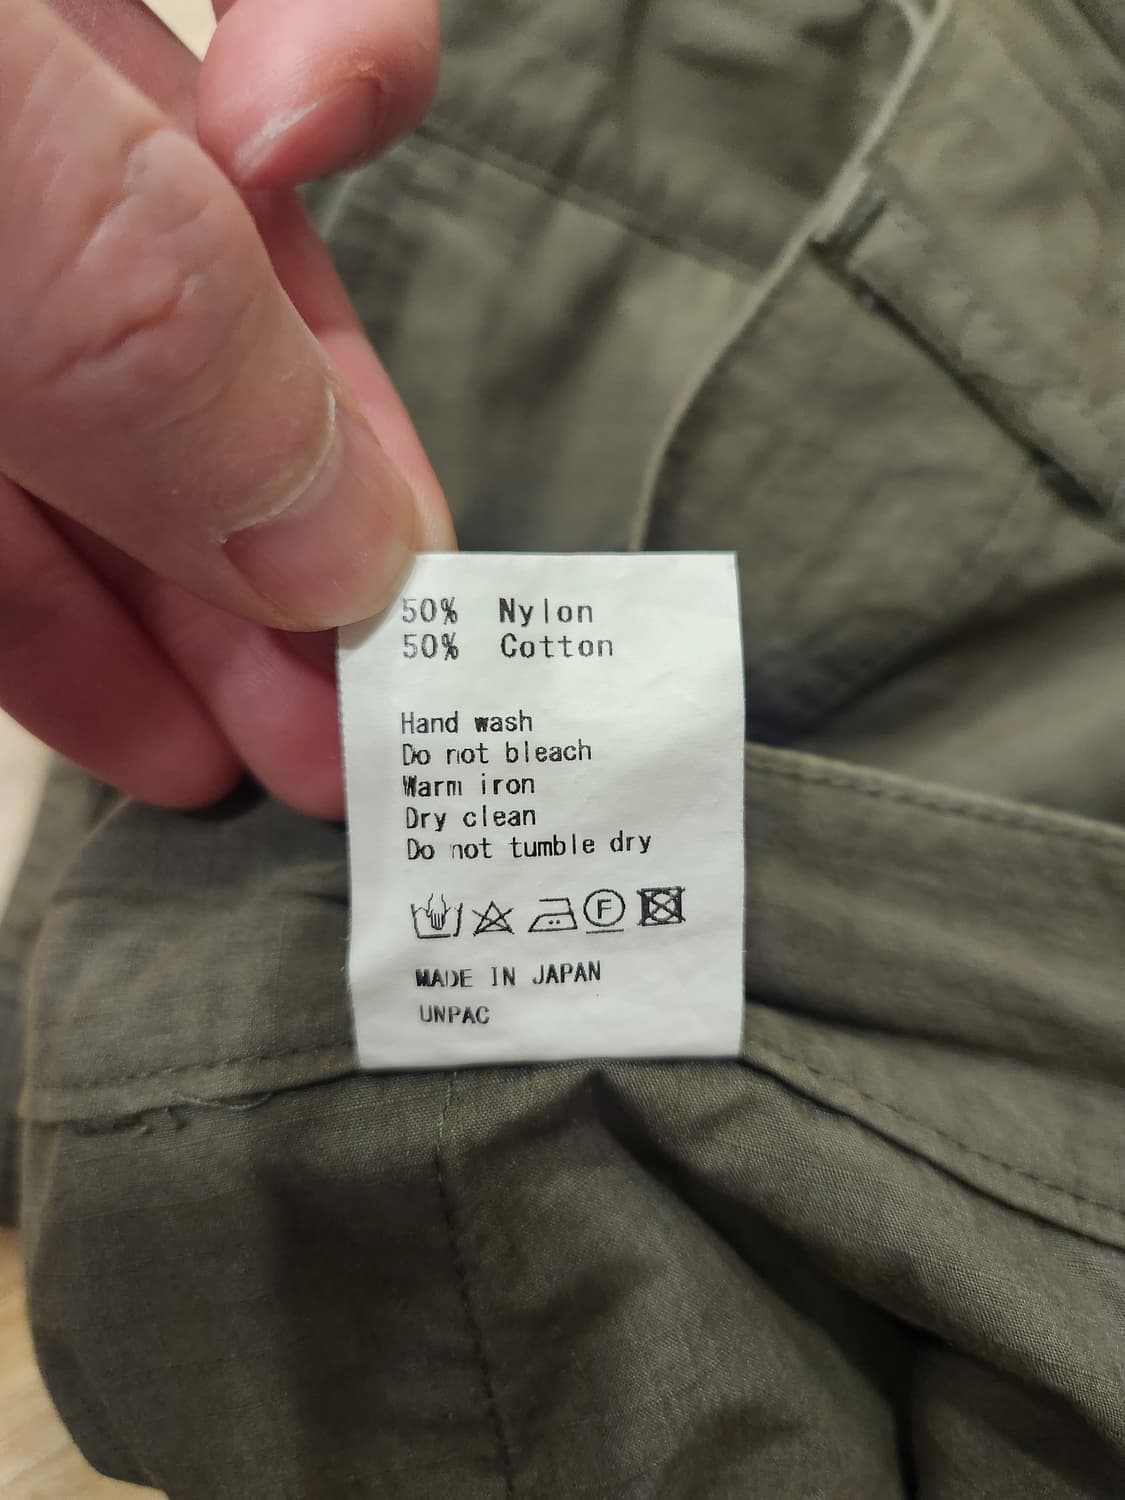 50% Nylon
50% Cotton
Hand wash
Do not bleach
Warm iron
Dry clean
Do not tumble dry
F
MADE IN JAPAN
UNPAC